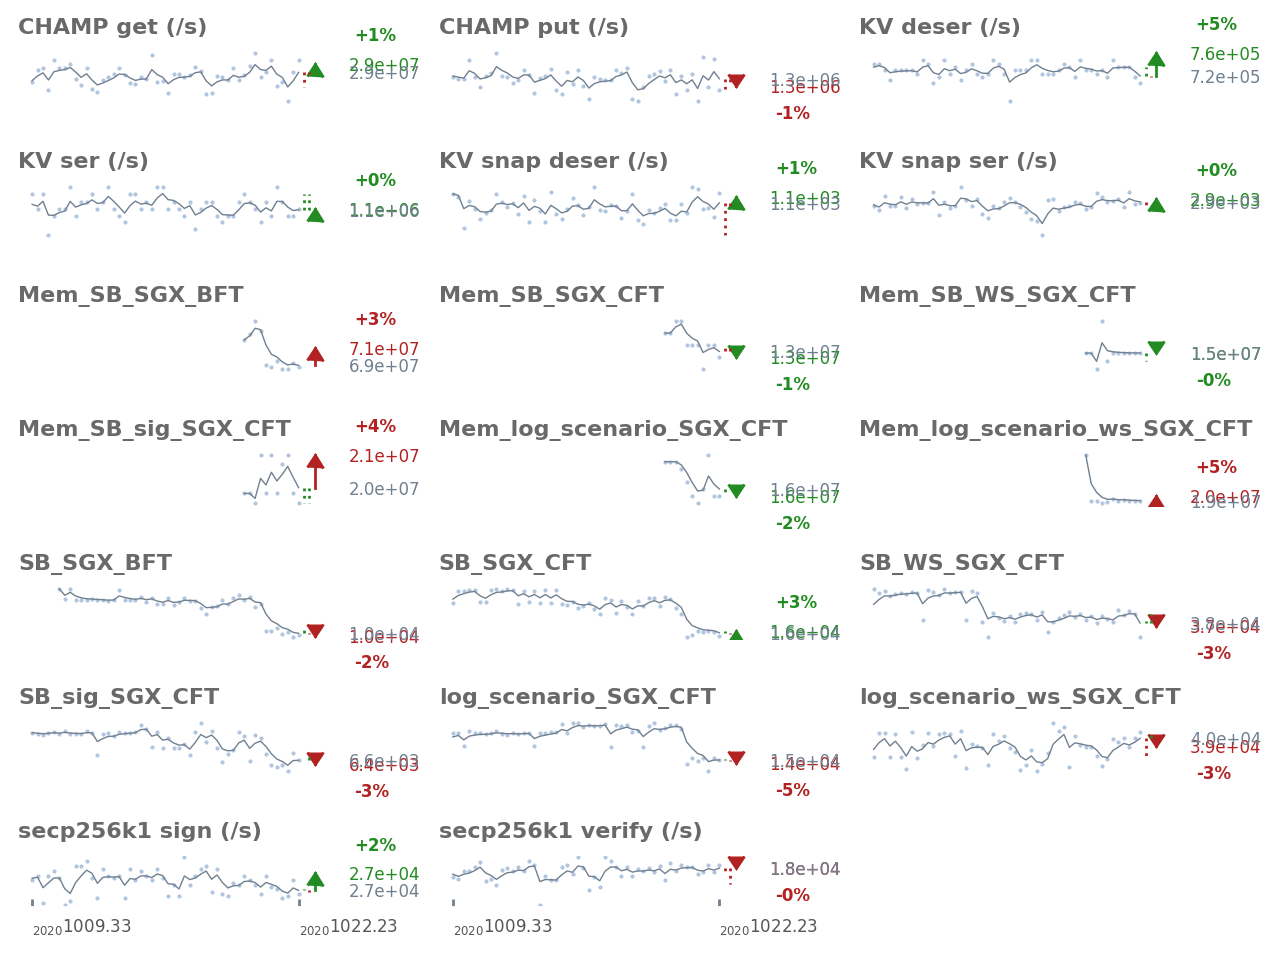 CHAMP get (/s)
+1%
2.9e+07
2.9e+07
CHAMP put (/s)
1.3e+06
1.3e+06
-1%
KV deser (/s)
+5%
7.6e+05
7.2e+05
KV ser (/s)
+0%
1.1e+06
1.1e+06
KV snap deser (/s)
+1%
1.1e+03
1.1e+03
KV snap ser (/s)
+0%
2.9e+03
2.9e+03
Mem_SB_SGX_BFT
+3%
7.1e+07
6.9e+07
Mem_SB_SGX_CFT
1.3e+07
1.3e+07
-1%
Mem_SB_WS_SGX_CFT
1.5e+07
1.5e+07
-0%
Mem_SB_sig_SGX_CFT
+4%
2.1e+07
2.0e+07
Mem_log_scenario_SGX_CFT
1.6e+07
1.6e+07
-2%
Mem_log_scenario_ws_SGX_CFT
+5%
2.0e+07
1.9e+07
SB_SGX_BFT
1.0e+04
1.0e+04
-2%
SB_SGX_CFT
+3%
1.6e+04
1.6e+04
SB_WS_SGX_CFT
3.8e+04
3.7e+04
-3%
SB_sig_SGX_CFT
6.6e+03
6.4e+03
-3%
log_scenario_SGX_CFT
1.5e+04
1.4e+04
-5%
log_scenario_ws_SGX_CFT
4.0e+04
3.9e+04
-3%
secp256k1 sign (/s)
+2%
2.7e+04
2.7e+04
secp256k1 verify (/s)
1.8e+04
1.8e+04
-0%
2020 1009.33
2020 1022.23
2020 1009.33
2020 1022.23